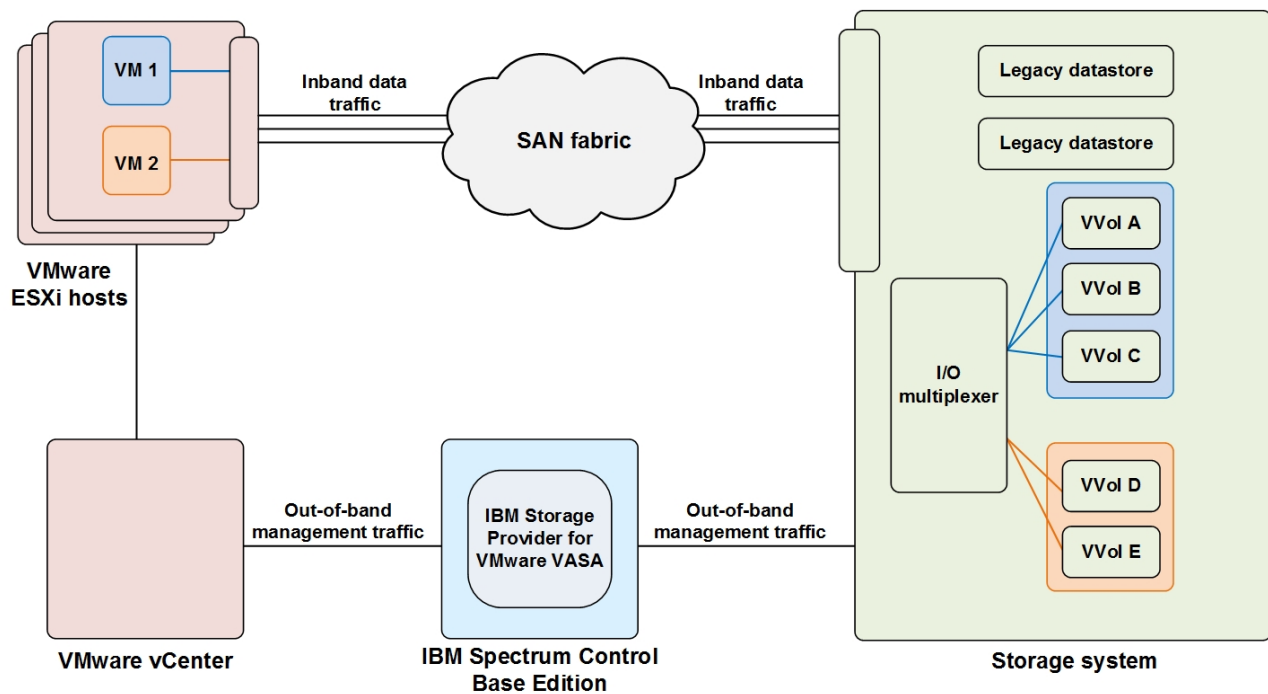 VM 1
VM 2
VMware
ESXi hosts
Inband data
traffic
SAN fabric
Inband data
traffic
Legacy datastore
Legacy datastore
VVol A
VVol B
VVol C
I/O
multiplexer
VVol D
VVol E
Out-of-band
management traffic
IBM Storage
Provider for
VMware VASA
Out-of-band
management traffic
VMware vCenter
IBM Spectrum Control
Base Edition
Storage system